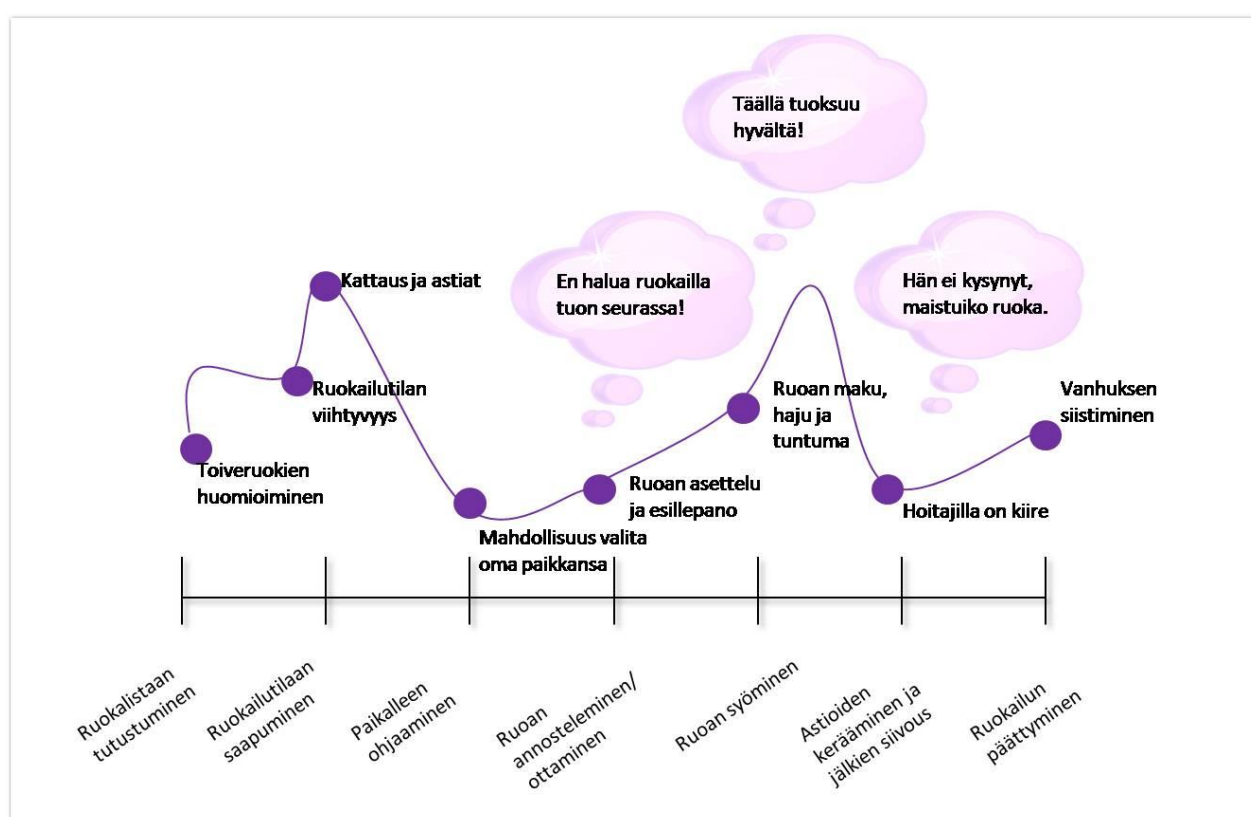 Täällä tuoksuu
hyvältä!
En halua ruokailla
tuon seurassa!
Hän ei kysynyt,
maistuiko ruoka.
Kattaus ja astiat
Ruokailutilan
viihtyvyys
Toiveruokien
huomioiminen
Mahdollisuus valita
oma paikkansa
Ruoan asettelu
ja esillepano
Ruoan maku,
haju ja
tuntuma
Hoitajilla on kiire
Vanhuksen
siistiminen
Ruokalistaan
tutustuminen
Ruokailutilaan
saapuminen
Paikalleen
ohjaaminen
Ruoan
annosteleminen/
ottaminen
Ruoan syöminen
Astioiden
kerääminen ja
jälkien siivous
Ruokailun
päättyminen